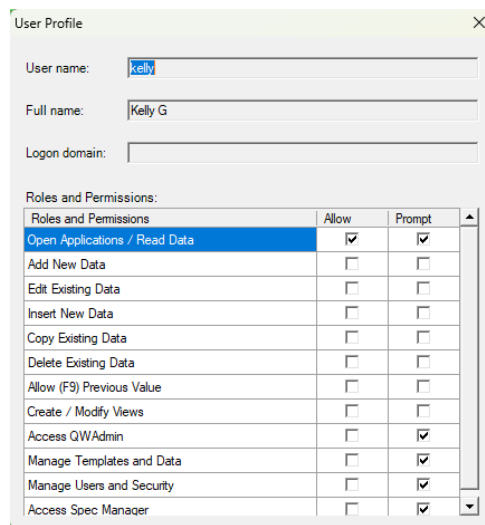 User Profile
User name: kelly
Full name: Kelly G
Logon domain:
Roles and Permissions:
Roles and Permissions Allow Prompt
Open Applications / Read Data
Add New Data
Edit Existing Data
Insert New Data
Copy Existing Data
Delete Existing Data
Allow (F9) Previous Value
Create / Modify Views
Access QWAdmin
Manage Templates and Data
Manage Users and Security
Access Spec Manager